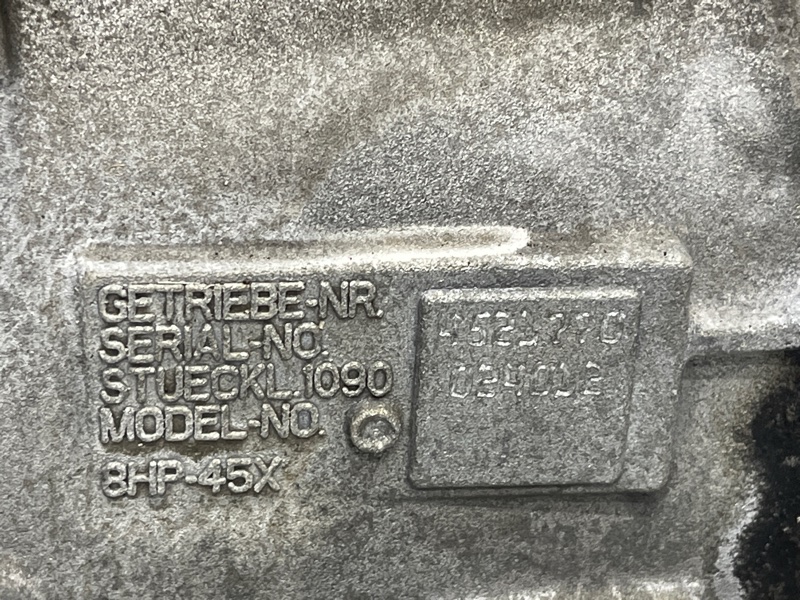 GETRIEBE-NR.
SERIAL-NO.
STUECKL.1090
MODEL-NO.
8HP-45X